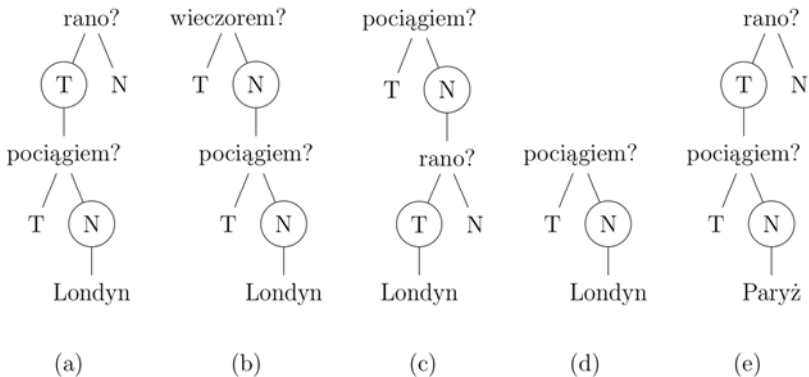 rano? wieczorem? pociągiem? rano?
T N T N T N T N
pociągiem? pociągiem? rano? pociągiem? pociągiem?
T N T N T N T N T N
Londyn Londyn Londyn Londyn Paryż
(a) (b) (c) (d) (e)